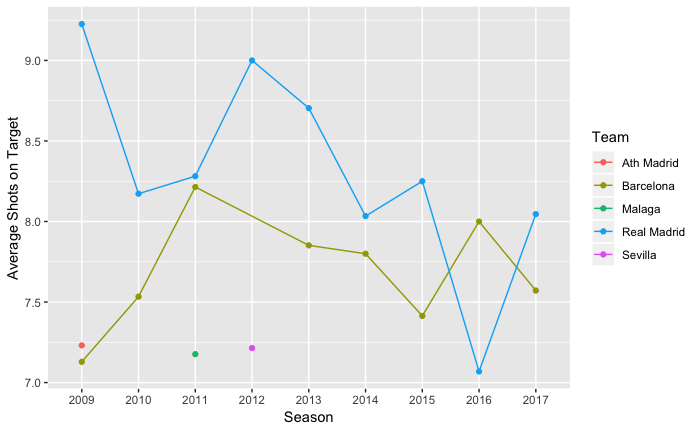 Average Shots on Target
9.0
8.5
8.0
7.5
7.0
2009 2010 2011 2012 2013 2014 2015 2016 2017
Season
Team
Ath Madrid
Barcelona
Malaga
Real Madrid
Sevilla